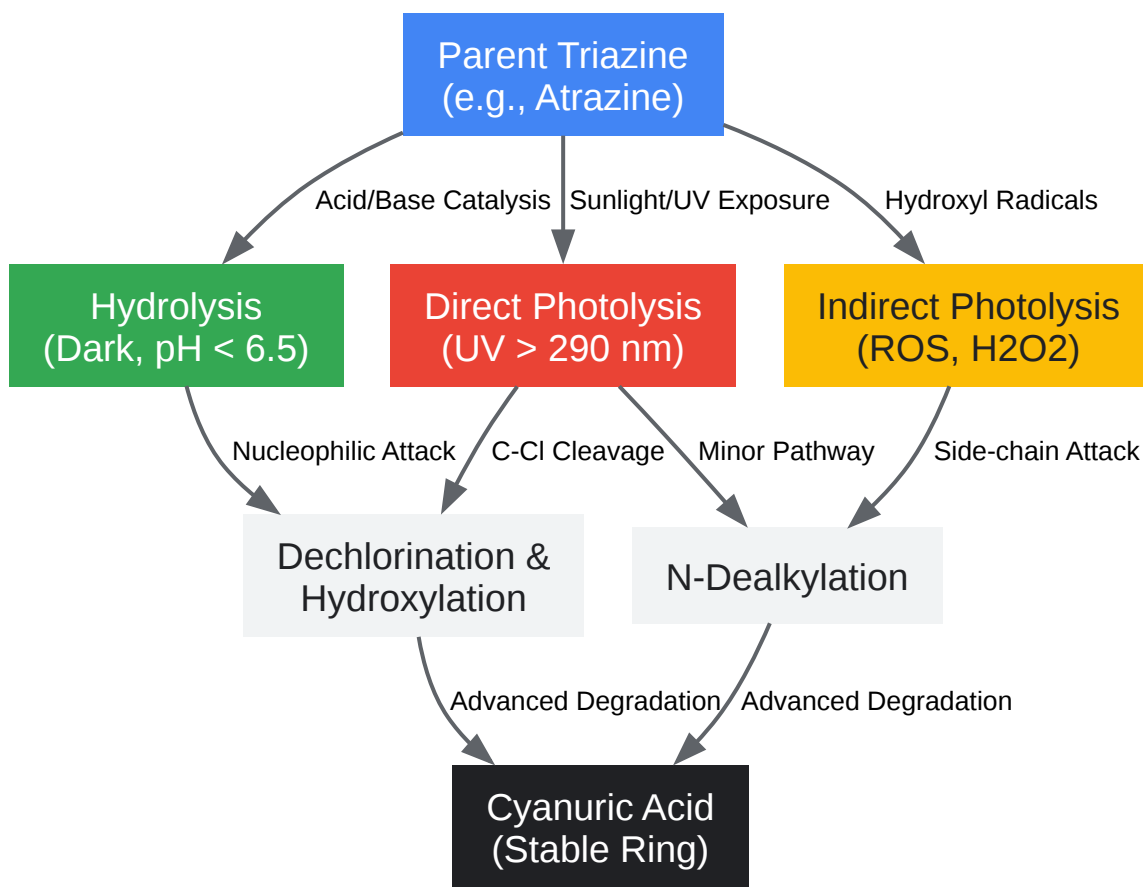 Parent Triazine
(e.g., Atrazine)
Acid/Base Catalysis
Sunlight/UV Exposure
Hydroxyl Radicals
Hydrolysis
(Dark, pH < 6.5)
Direct Photolysis
(UV > 290 nm)
Indirect Photolysis
(ROS, H2O2)
Nucleophilic Attack
C-Cl Cleavage
Minor Pathway
Side-chain Attack
Dechlorination &
Hydroxylation
N-Dealkylation
Advanced Degradation
Advanced Degradation
Cyanuric Acid
(Stable Ring)